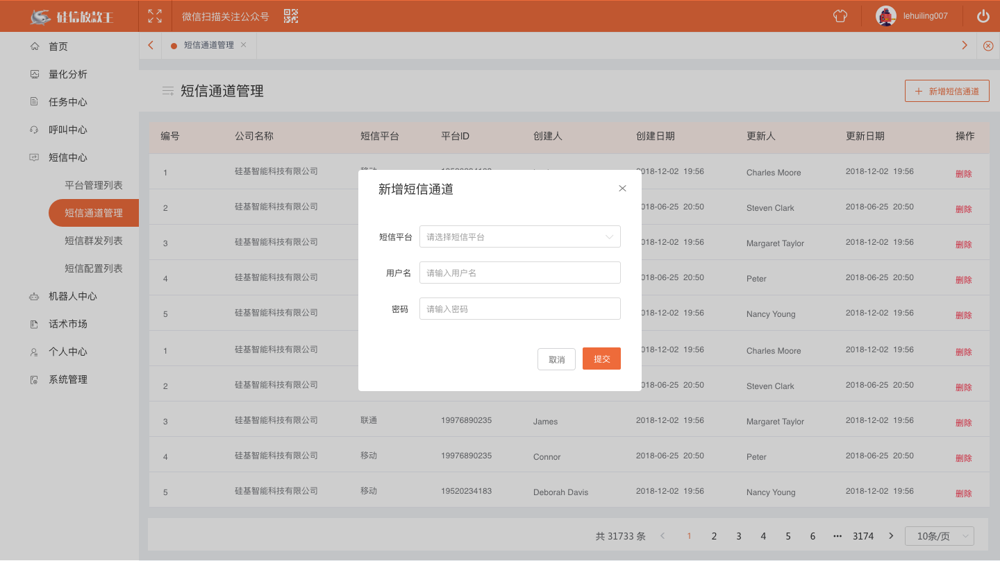 硅信放款王
微信扫描关注公众号
lehuiling007
首页
量化分析
任务中心
呼叫中心
短信中心
平台管理列表
短信通道管理
短信群发列表
短信配置列表
机器人中心
话术市场
个人中心
系统管理
短信通道管理
短信通道管理
新增短信通道
编号 公司名称 短信平台 平台ID 创建人 创建日期 更新人 更新日期 操作
1 硅基智能科技有限公司 2018-12-02 19:56 Charles Moore 2018-12-02 19:56 删除
2 硅基智能科技有限公司 018-06-25 20:50 Steven Clark 2018-06-25 20:50 删除
3 硅基智能科技有限公司 018-12-02 19:56 Margaret Taylor 2018-12-02 19:56 删除
4 硅基智能科技有限公司 018-06-25 20:50 Peter 2018-06-25 20:50 删除
5 硅基智能科技有限公司 018-12-02 19:56 Nancy Young 2018-12-02 19:56 删除
1 硅基智能科技有限公司 018-12-02 19:56 Charles Moore 2018-12-02 19:56 删除
2 硅基智能科技有限公司 018-06-25 20:50 Steven Clark 2018-06-25 20:50 删除
3 硅基智能科技有限公司 联通 19976890235 James 2018-12-02 19:56 Margaret Taylor 2018-12-02 19:56 删除
4 硅基智能科技有限公司 移动 19976890235 Connor 2018-06-25 20:50 Peter 2018-06-25 20:50 删除
5 硅基智能科技有限公司 移动 19520234183 Deborah Davis 2018-12-02 19:56 Nancy Young 2018-12-02 19:56 删除
新增短信通道
短信平台 请选择短信平台
用户名 请输入用户名
密码 请输入密码
取消 提交
共 31733 条 1 2 3 4 5 6 ••• 3174 10条/页